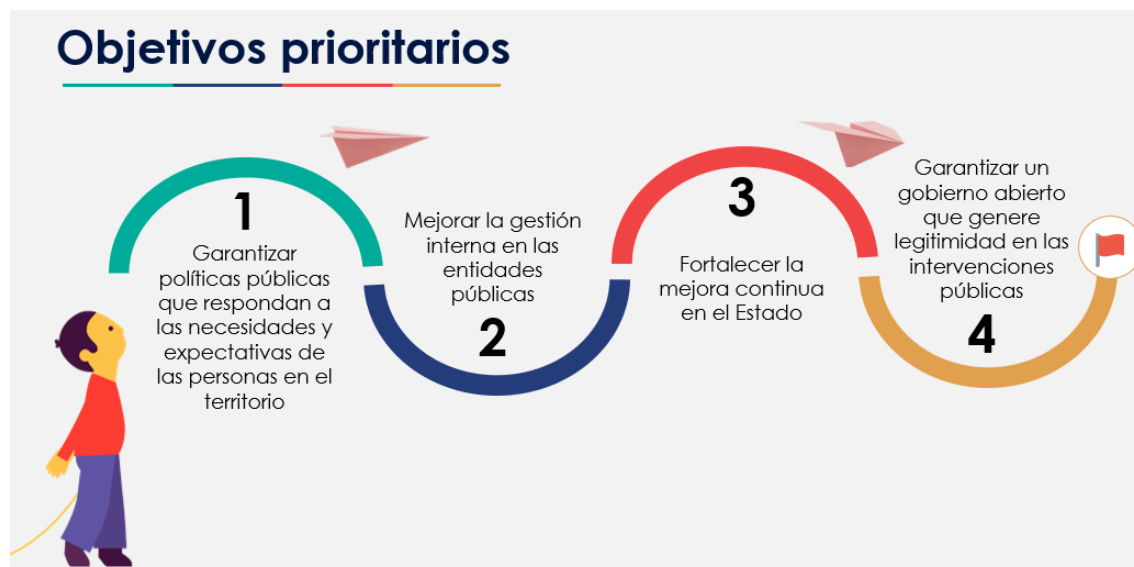 Objetivos prioritarios
1
Garantizar
políticas públicas
que respondan a
las necesidades y
expectativas de
las personas en el
territorio
Mejorar la gestión
interna en las
entidades
públicas
2
3
Fortalecer la
mejora continua
en el Estado
Garantizar un
gobierno abierto
que genere
legitimidad en las
intervenciones
públicas
4